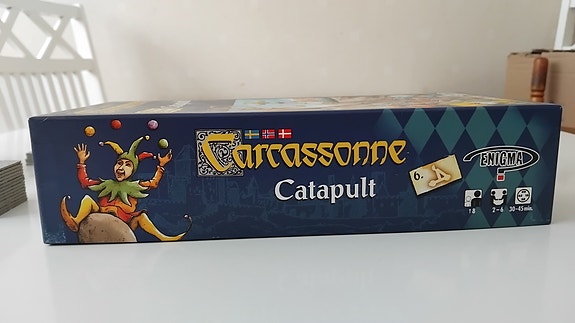 Carcassonne
Catapult
6.
ENIGMA
18
2-6
30-45 min.